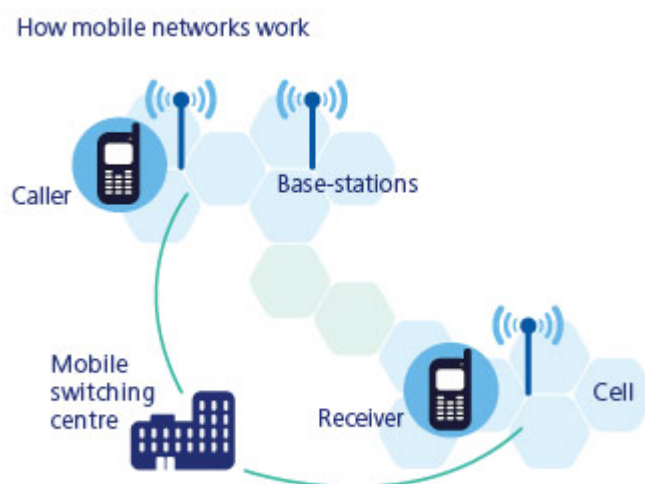 How mobile networks work
Caller
Base-stations
Mobile
switching
centre
Receiver
Cell